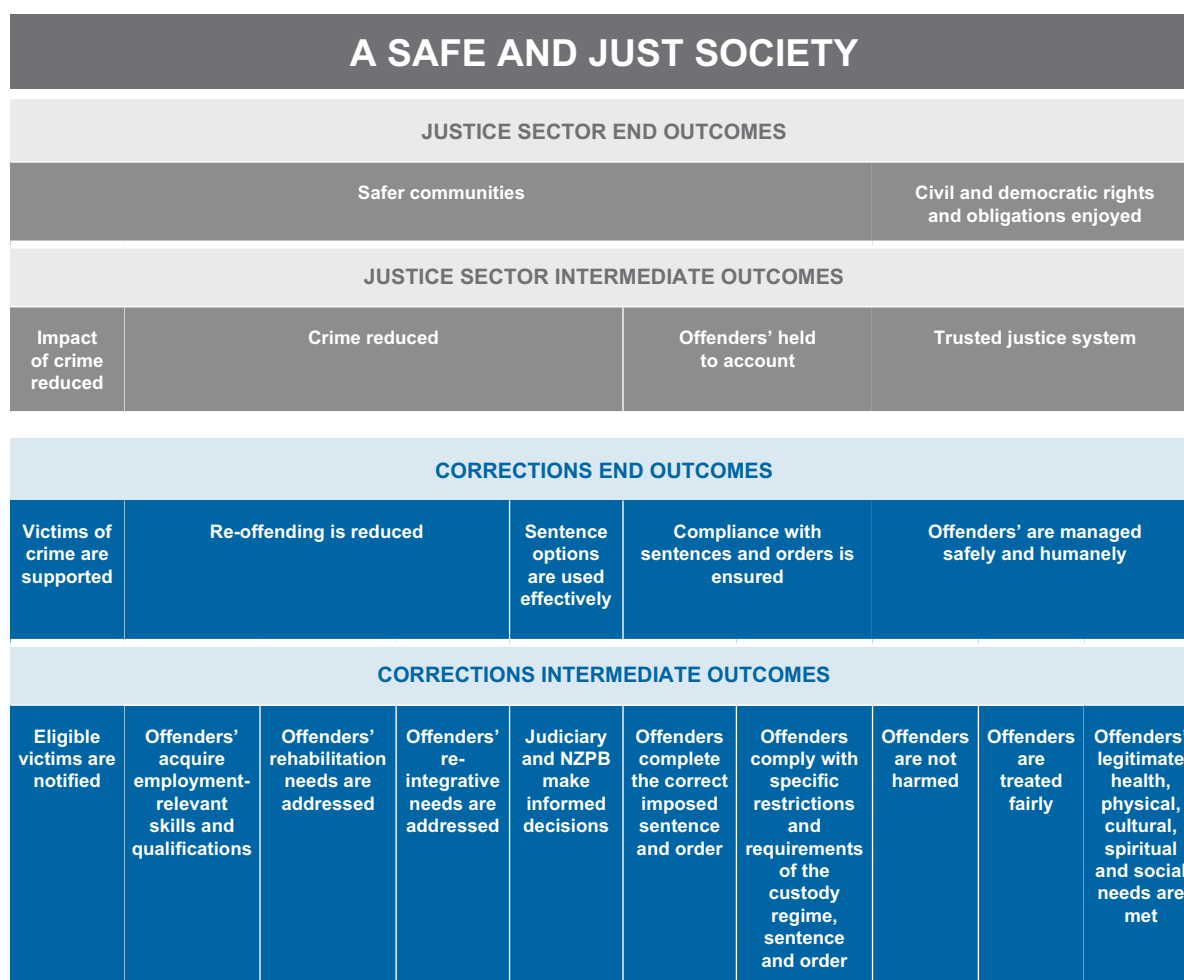 A SAFE AND JUST SOCIETY
JUSTICE SECTOR END OUTCOMES
Safer communities
Civil and democratic rights
and obligations enjoyed
JUSTICE SECTOR INTERMEDIATE OUTCOMES
Impact
of crime
reduced
Crime reduced
Offenders’ held
to account
Trusted justice system
CORRECTIONS END OUTCOMES
Victims of
crime are
supported
Re-offending is reduced
Sentence
options
are used
effectively
Compliance with
sentences and orders is
ensured
Offenders’ are managed
safely and humanely
CORRECTIONS INTERMEDIATE OUTCOMES
Eligible
victims are
notified
Offenders’
acquire
employment-
relevant
skills and
qualifications
Offenders’
rehabilitation
needs are
addressed
Offenders’
re-
integrative
needs are
addressed
Judiciary
and NZPB
make
informed
decisions
Offenders
complete
the correct
imposed
sentence
and order
Offenders
comply with
specific
restrictions
and
requirements
of the
custody
regime,
sentence
and order
Offenders
are not
harmed
Offenders
are
treated
fairly
Offenders’
legitimate
health,
physical,
cultural,
spiritual
and social
needs are
met